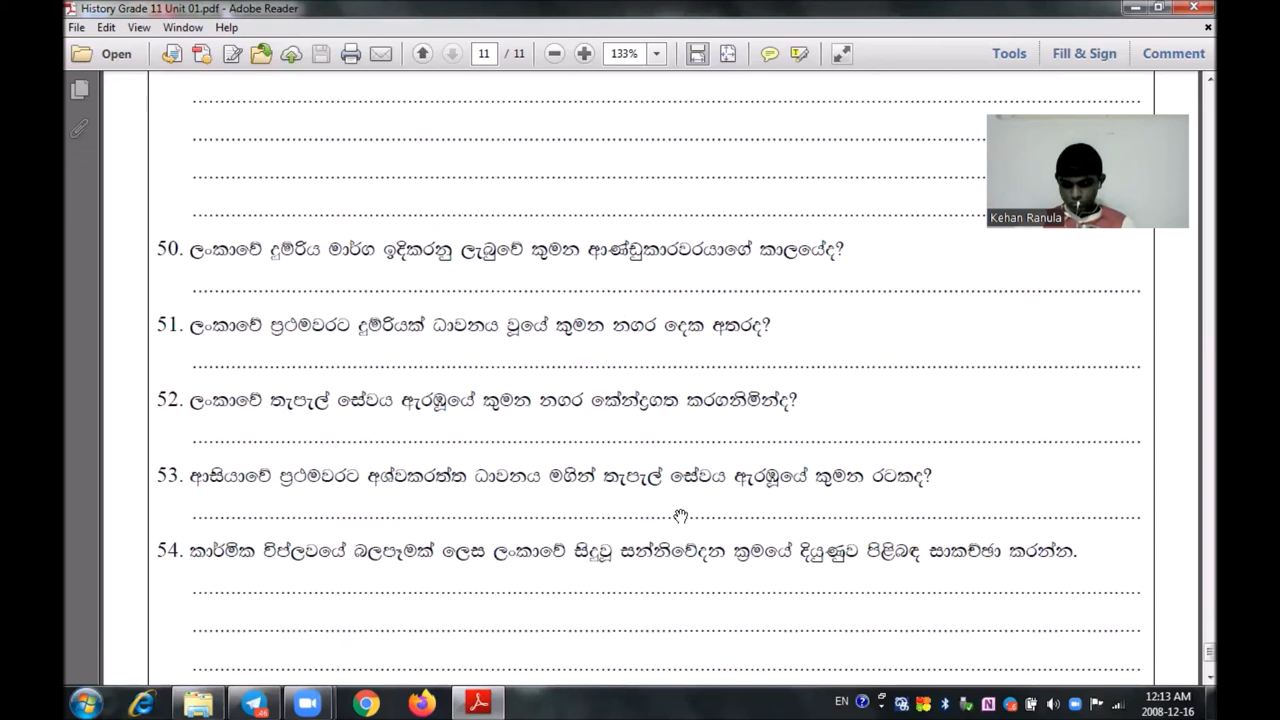 History Grade 11 Unit 01.pdf - Adobe Reader
File Edit View Window Help
Open 11 / 11 133% Tools Fill & Sign Comment
Kehan Ranula
50. ලංකාවේ දුම්රිය මාර්ග ඉදිකරනු ලැබුවේ කුමන ආණ්ඩුකාරවරයාගේ කාලයේද?
51. ලංකාවේ ප්‍රථමවරට දුම්රියක් ධාවනය වූයේ කුමන නගර දෙක අතරද?
52. ලංකාවේ තැපැල් සේවය ඇරඹූයේ කුමන නගර කේන්ද්‍රගත කරගනිමින්ද?
53. ආසියාවේ ප්‍රථමවරට අශ්වකරත්ත ධාවනය මගින් තැපැල් සේවය ඇරඹූයේ කුමන රටකද?
54. කාර්මික විප්ලවයේ බලපෑමක් ලෙස ලංකාවේ සිදුවූ සන්නිවේදන ක්‍රමයේ දියුණුව පිළිබඳ සාකච්ඡා කරන්න.
EN 12:13 AM
2008-12-16